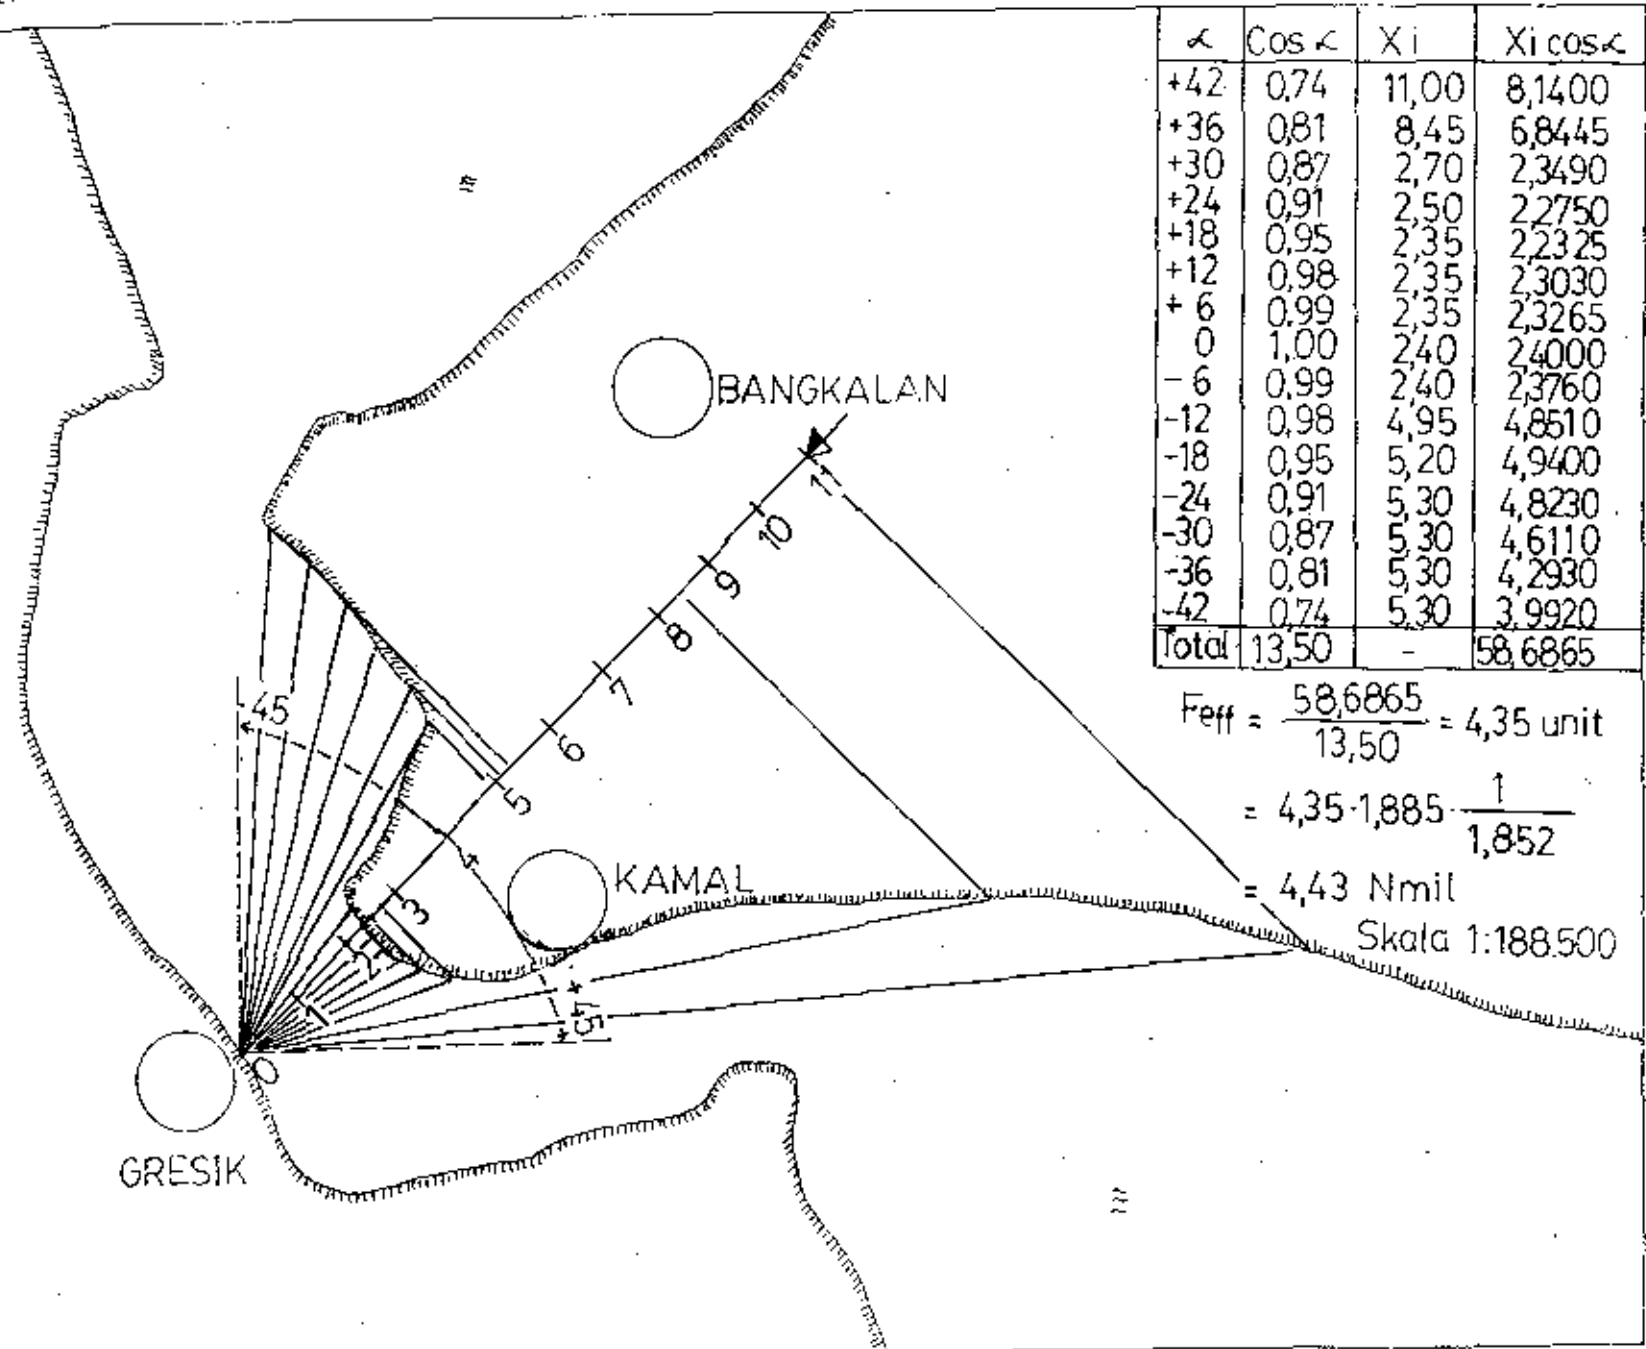 α Cos α Xi Xi cos α
+42 0,74 11,00 8,1400
+36 0,81 8,45 6,8445
+30 0,87 2,70 2,3490
+24 0,91 2,50 2,2750
+18 0,95 2,35 2,2325
+12 0,98 2,35 2,3030
+ 6 0,99 2,35 2,3265
0 1,00 2,40 2,4000
- 6 0,99 2,40 2,3760
-12 0,98 4,95 4,8510
-18 0,95 5,20 4,9400
-24 0,91 5,30 4,8230
-30 0,87 5,30 4,6110
-36 0,81 5,30 4,2930
-42 0,74 5,30 3,9920
Total 13,50 - 58,6865
Feff = 58,6865 / 13,50 = 4,35 unit
= 4,35·1,885· 1 / 1,852
= 4,43 Nmil
Skala 1:188.500
BANGKALAN
11
10
9
8
7
6
5
3
2
1
0
-45
+45
KAMAL
GRESIK